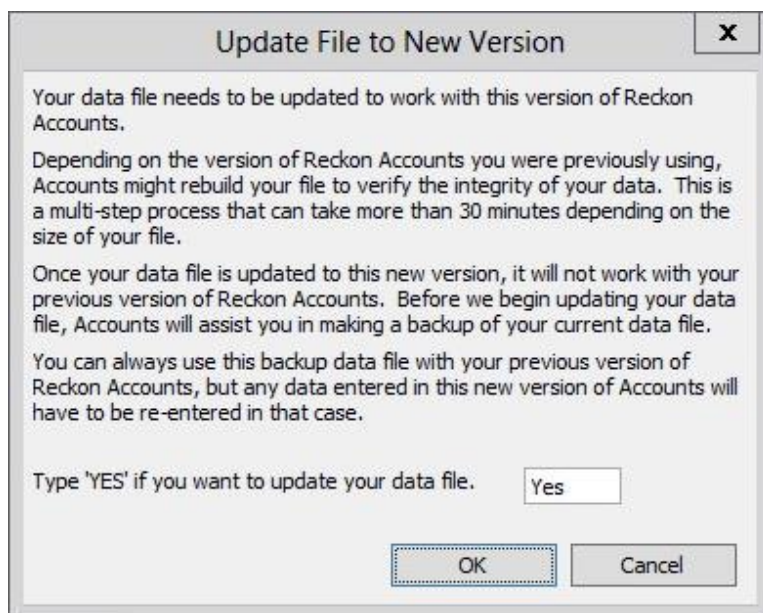 Update File to New Version
X
Your data file needs to be updated to work with this version of Reckon
Accounts.
Depending on the version of Reckon Accounts you were previously using,
Accounts might rebuild your file to verify the integrity of your data.  This is
a multi-step process that can take more than 30 minutes depending on the
size of your file.
Once your data file is updated to this new version, it will not work with your
previous version of Reckon Accounts.  Before we begin updating your data
file, Accounts will assist you in making a backup of your current data file.
You can always use this backup data file with your previous version of
Reckon Accounts, but any data entered in this new version of Accounts will
have to be re-entered in that case.
Type 'YES' if you want to update your data file. Yes
OK Cancel